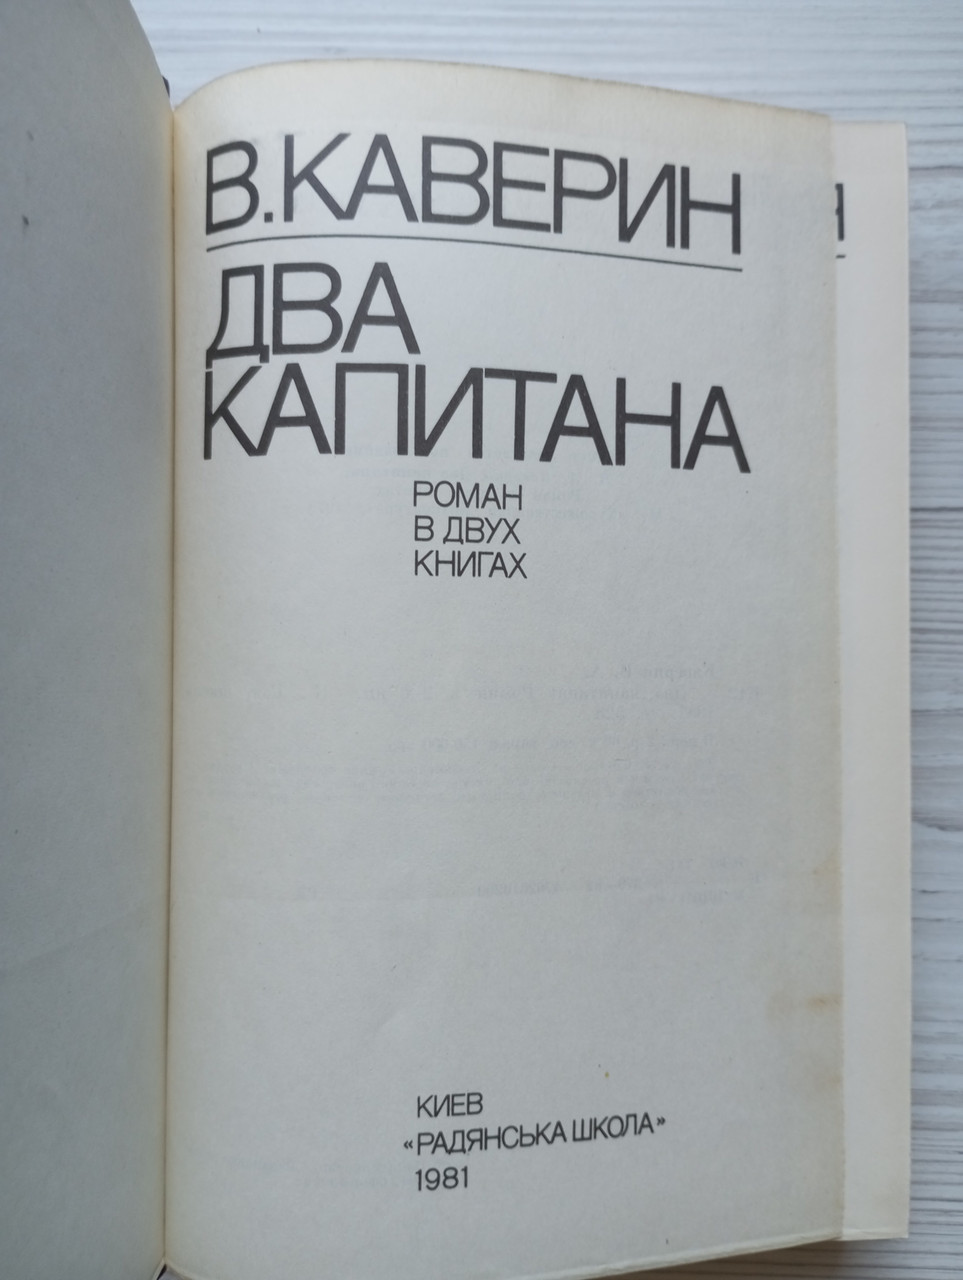 В. КАВЕРИН
ДВА
КАПИТАНА
РОМАН
В ДВУХ
КНИГАХ
КИЕВ
«РАДЯНСЬКА ШКОЛА»
1981